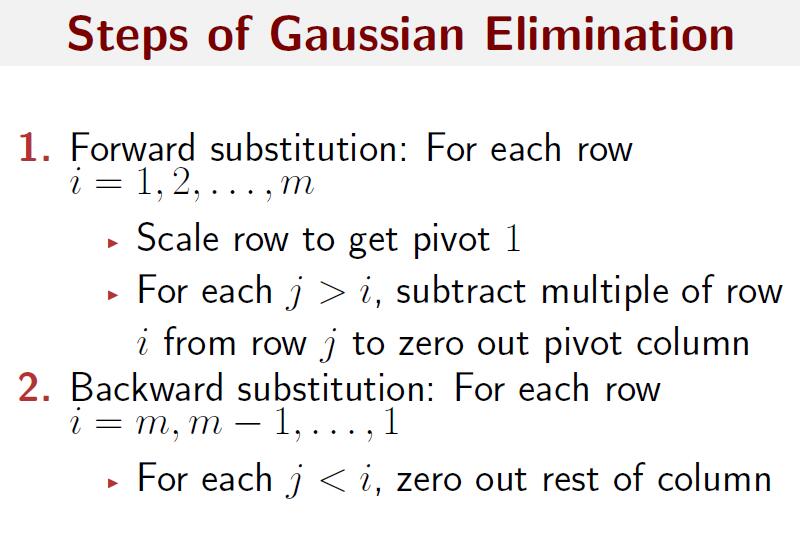 Steps of Gaussian Elimination
1. Forward substitution: For each row
i = 1, 2, . . . , m
▸ Scale row to get pivot 1
▸ For each j > i, subtract multiple of row
i from row j to zero out pivot column
2. Backward substitution: For each row
i = m, m − 1, . . . , 1
▸ For each j < i, zero out rest of column